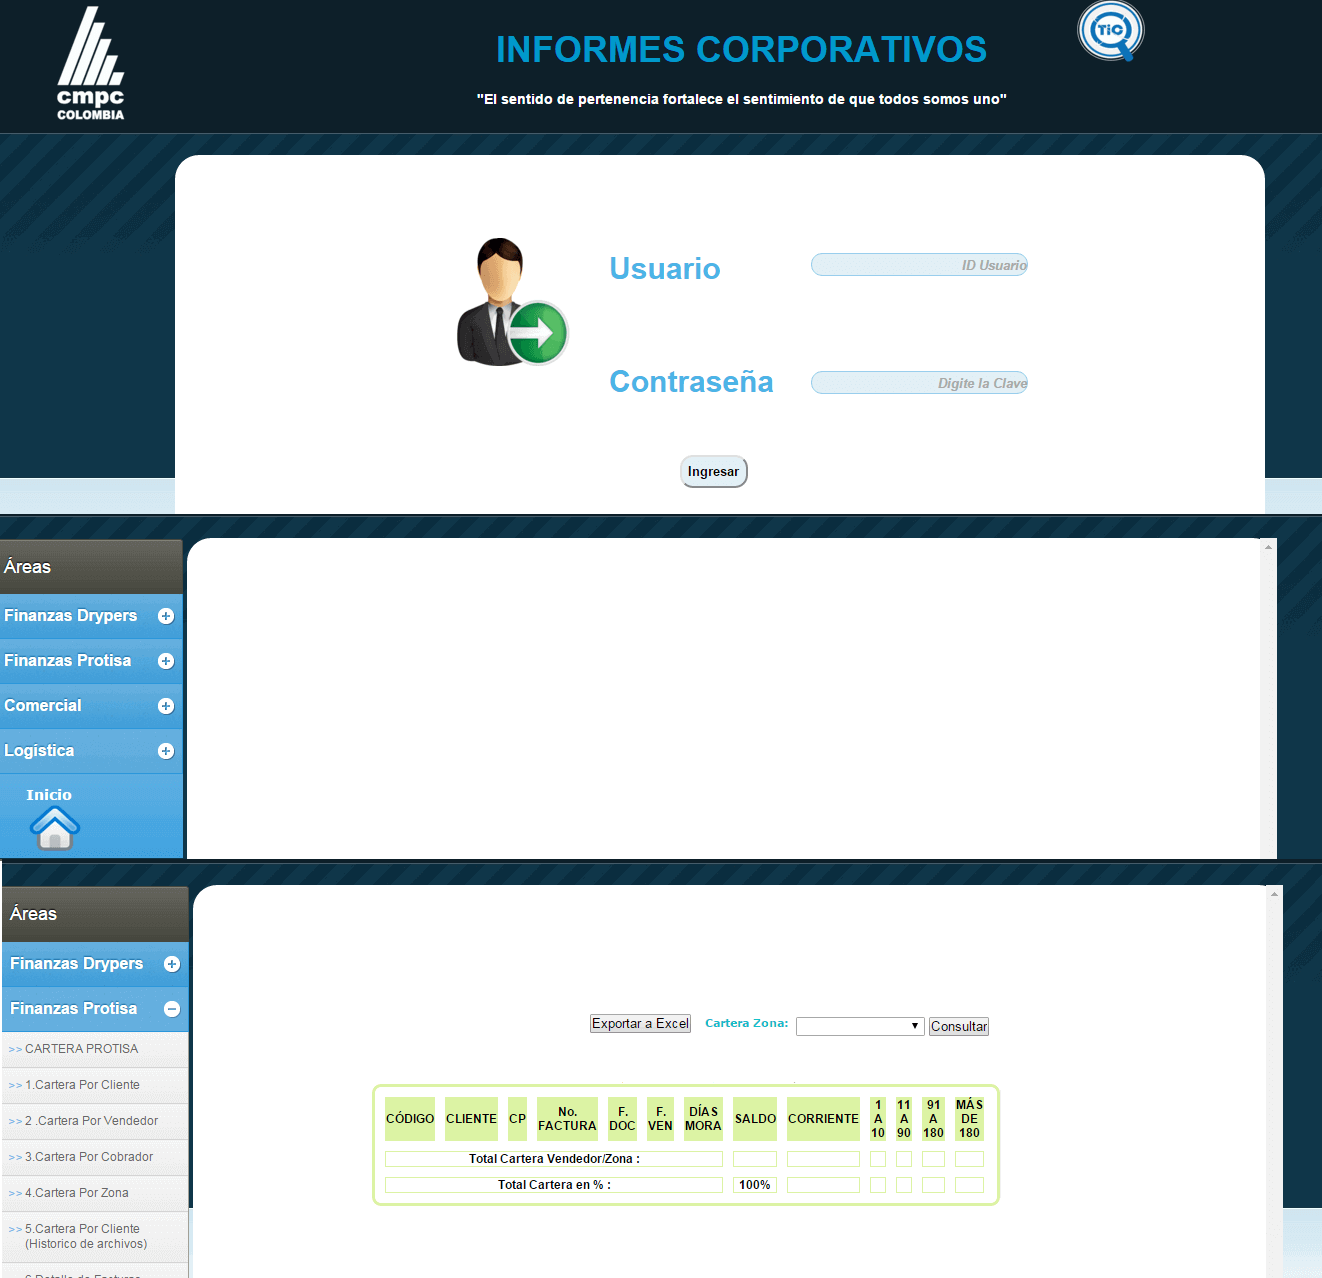 cmpc
COLOMBIA
INFORMES CORPORATIVOS
TiC
"El sentido de pertenencia fortalece el sentimiento de que todos somos uno"
Usuario
ID Usuario
Contraseña
Digite la Clave
Ingresar
Áreas
Finanzas Drypers
Finanzas Protisa
Comercial
Logística
Inicio
Áreas
Finanzas Drypers
Finanzas Protisa
>> CARTERA PROTISA
>> 1.Cartera Por Cliente
>> 2 .Cartera Por Vendedor
>> 3.Cartera Por Cobrador
>> 4.Cartera Por Zona
>> 5.Cartera Por Cliente
(Historico de archivos)
Exportar a Excel Cartera Zona: Consultar
CÓDIGO CLIENTE CP No. FACTURA F. DOC F. VEN DÍAS MORA SALDO CORRIENTE 1 A 10 11 A 90 91 A 180 MÁS DE 180
Total Cartera Vendedor/Zona :
Total Cartera en % : 100%